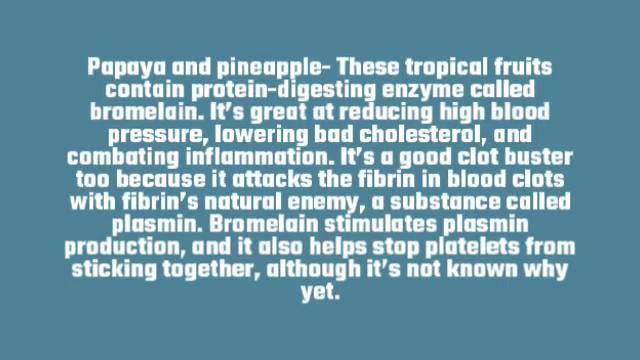 Papaya and pineapple- These tropical fruits
contain protein-digesting enzyme called
bromelain. It's great at reducing high blood
pressure, lowering bad cholesterol, and
combating inflammation. It's a good clot buster
too because it attacks the fibrin in blood clots
with fibrin's natural enemy, a substance called
plasmin. Bromelain stimulates plasmin
production, and it also helps stop platelets from
sticking together, although it's not known why
yet.